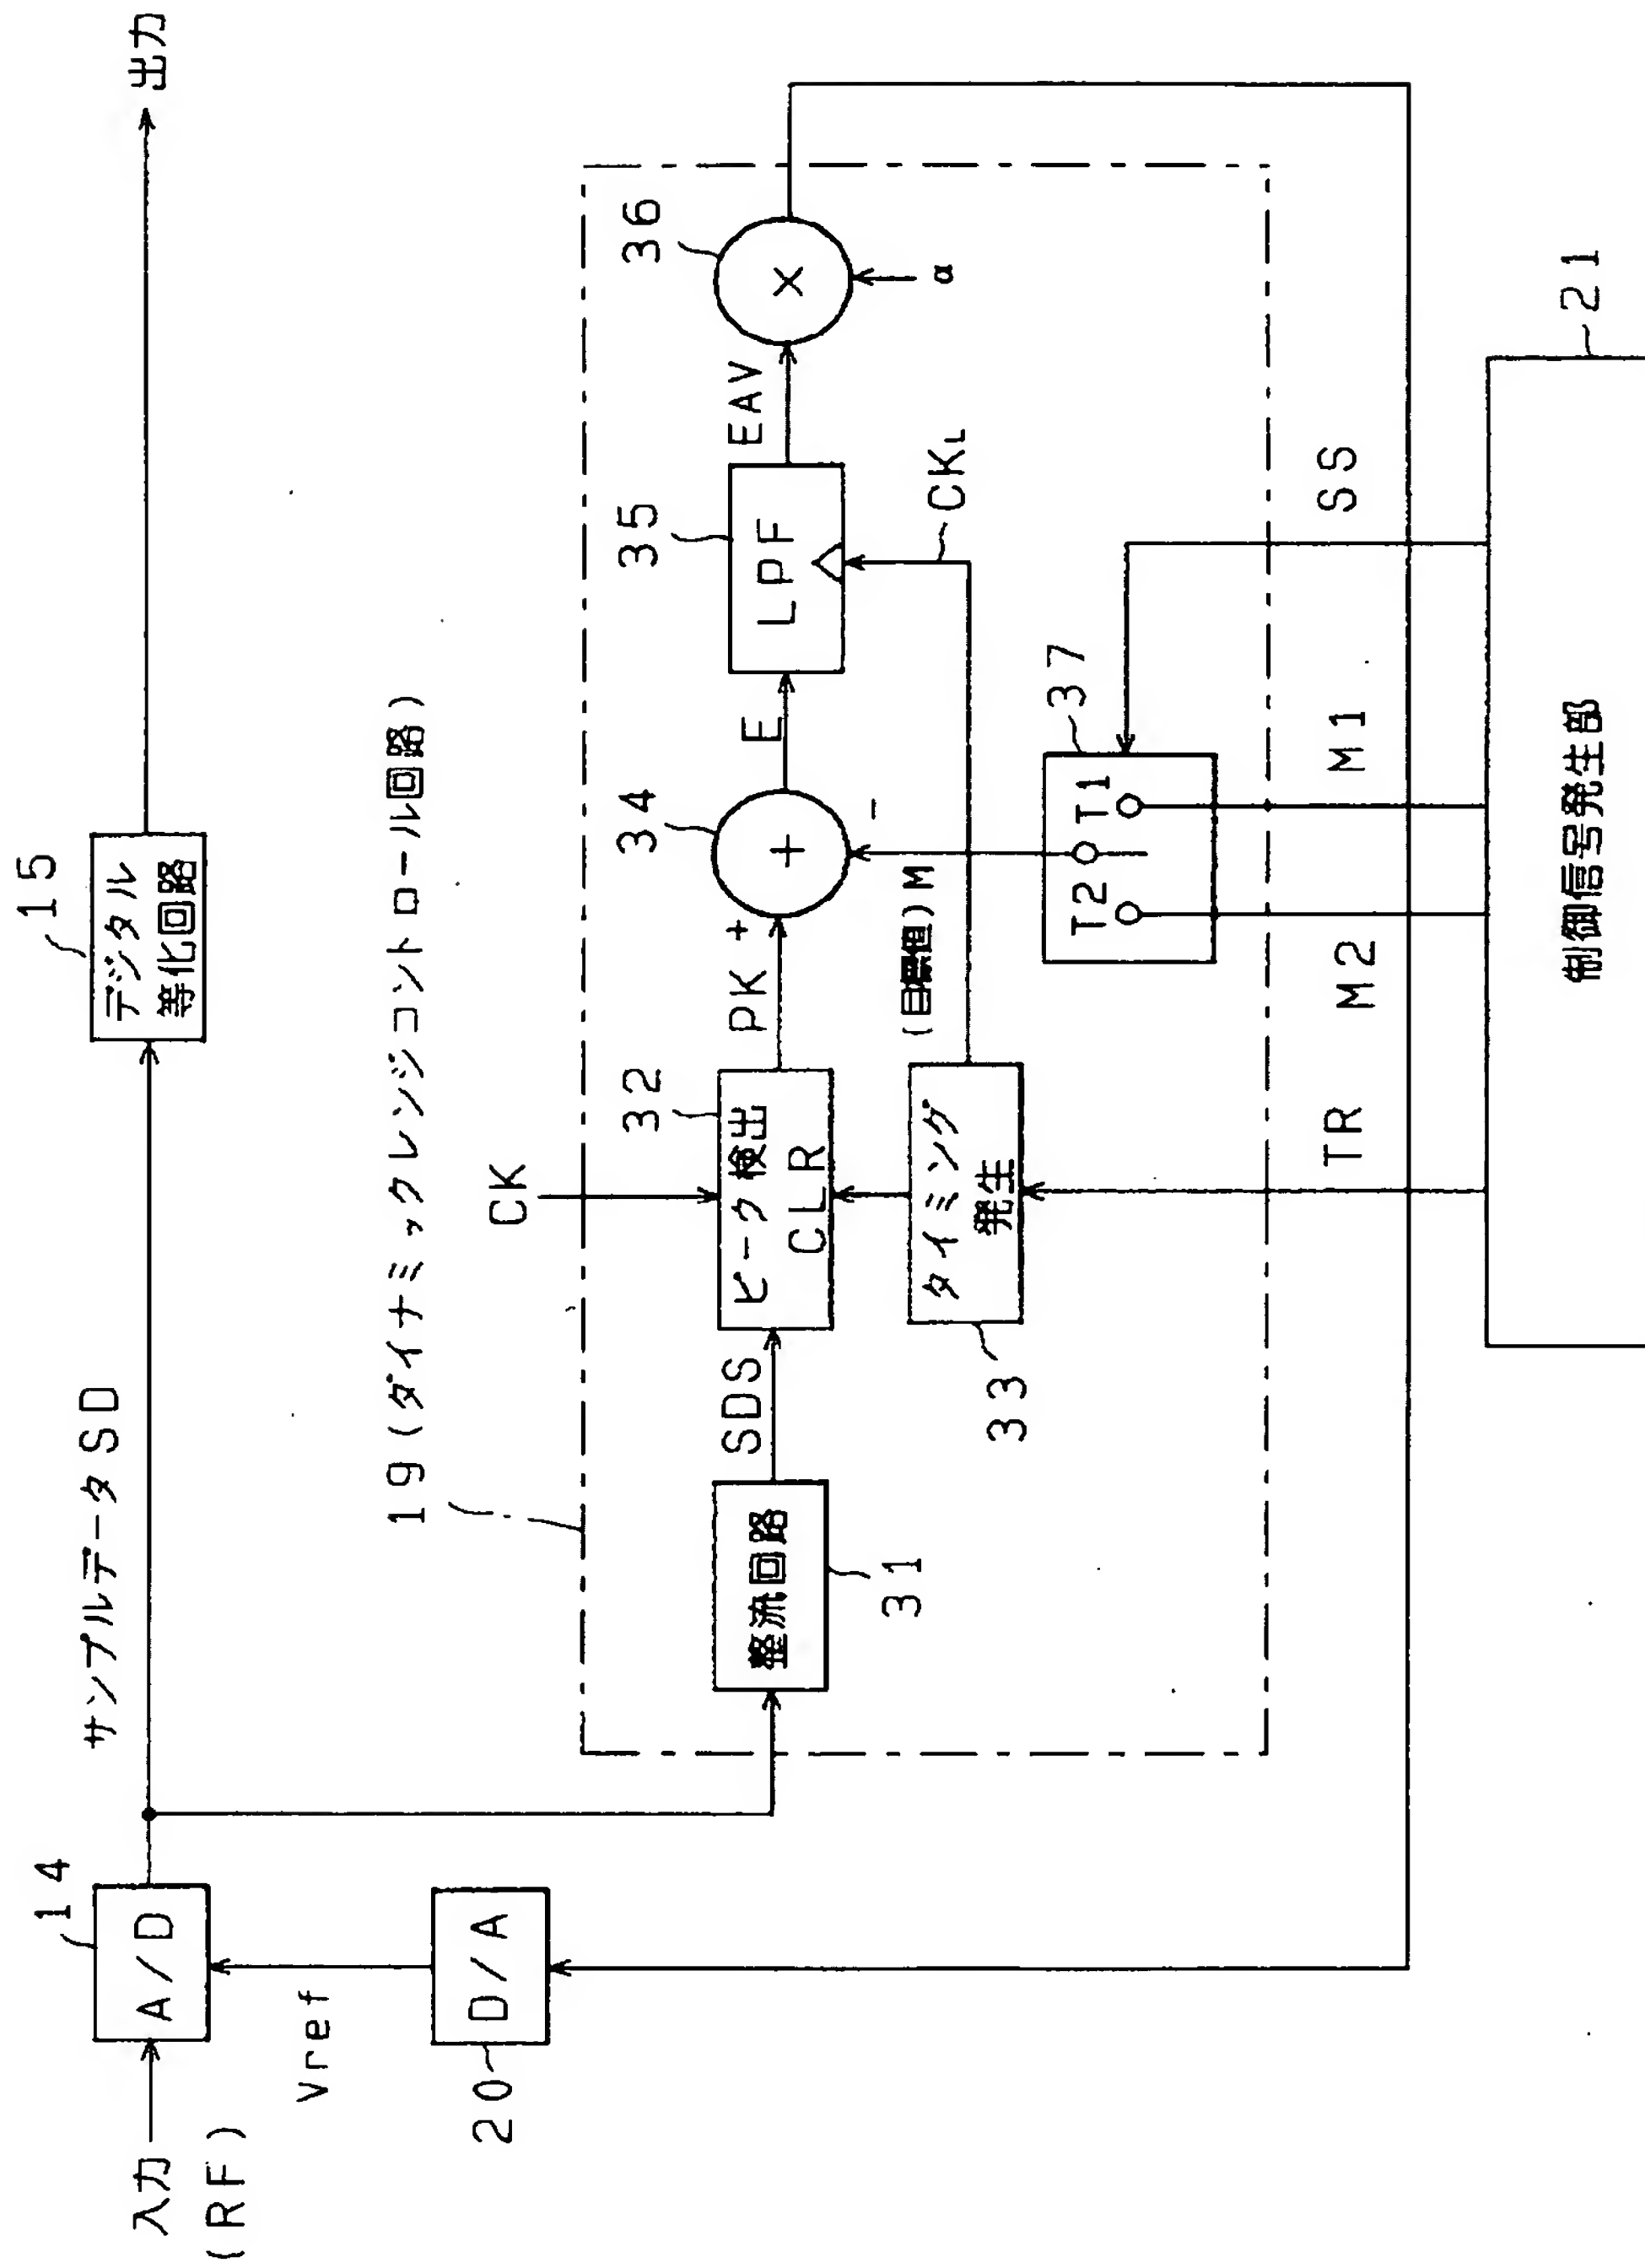 入力
(RF)
14
A/D
Vref
20
D/A
サンプルデータSD
15
デジタル
等化回路
出力
19(ダイナミックレンジコントロール回路)
整流回路
31
SDS
CK
32
ピーク検出
CLR
タイミング
発生
33
PK
+
34
+
-
(目標値)M
E
35
LPF
CKL
EAV
36
×
α
37
T2
T1
TR
M2
M1
SS
制御信号発生部
21